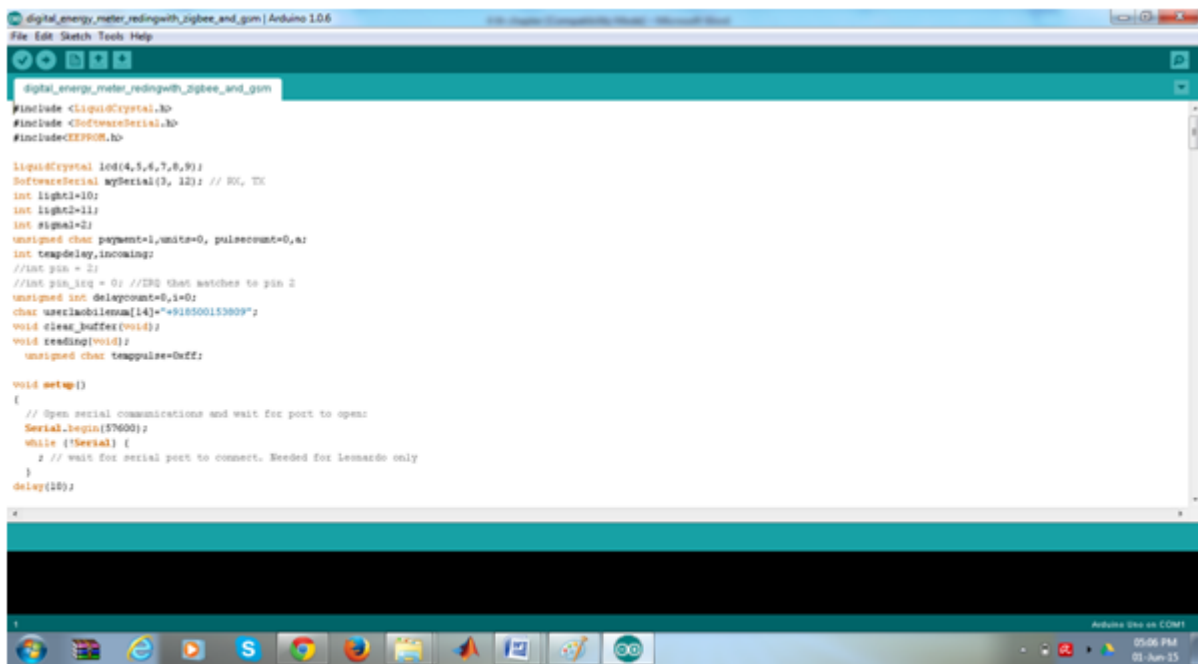 digital_energy_meter_redingwith_zigbee_and_gsm | Arduino 1.0.6
File Edit Sketch Tools Help
digital_energy_meter_redingwith_zigbee_and_gsm
#include <LiquidCrystal.h>
#include <SoftwareSerial.h>
#include<EEPROM.h>
LiquidCrystal lcd(4,5,6,7,8,9);
SoftwareSerial mySerial(3, 12); // RX, TX
int light1=10;
int light2=11;
int signal=2;
unsigned char payment=1,units=0, pulsecount=0,a;
int tempdelay,incoming;
//int pin = 2;
//int pin_irq = 0; //IRQ that matches to pin 2
unsigned int delaycount=0,i=0;
char user1mobilenum[14]="+918500153809";
void clear_buffer(void);
void reading(void);
unsigned char temppulse=0xff;
void setup()
{
// Open serial communications and wait for port to open:
Serial.begin(57600);
while (!Serial) {
; // wait for serial port to connect. Needed for Leonardo only
}
delay(10);
1
Arduino Uno on COM1
05:06 PM
01-Jun-15